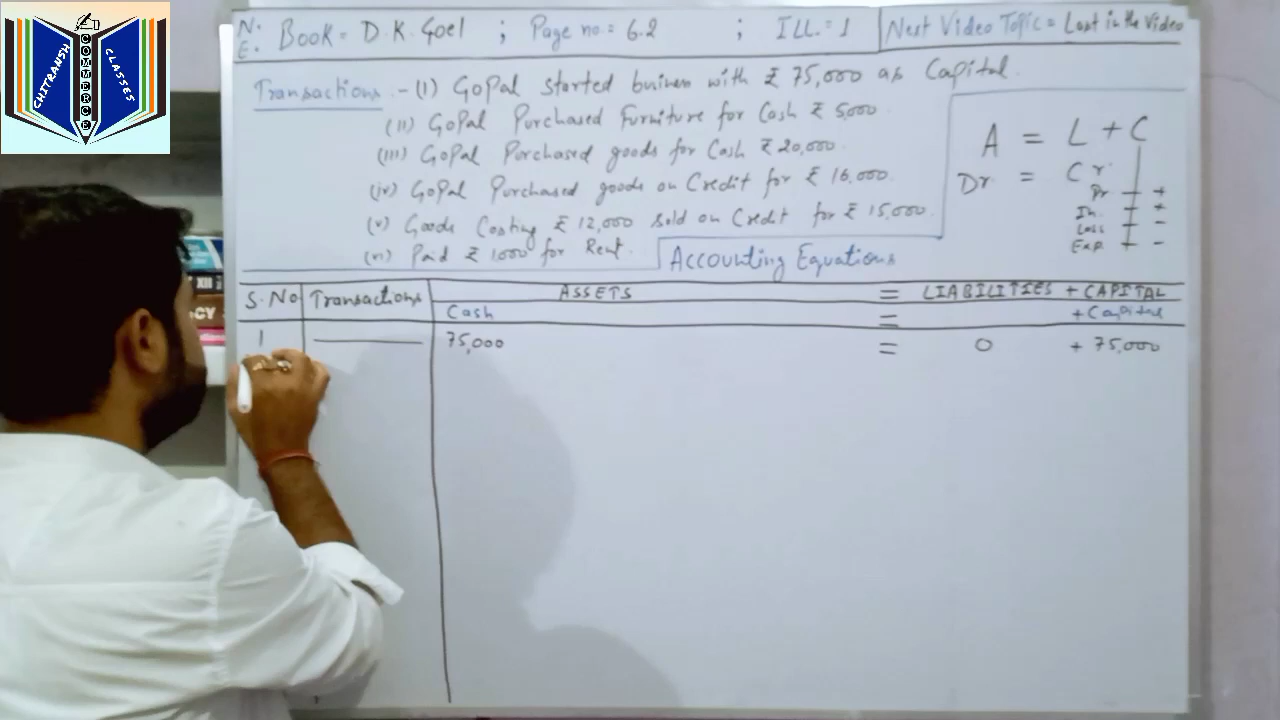 CHITRANSH COMMERCE CLASSES
N.E. Book = D.K. Goel ; Page no. = 6.2 ; ILL. = 1 Next Video Topic = Last in the Video
Transactions :- (i) GoPal started business with ₹ 75,000 as Capital.
(ii) GoPal Purchased Furniture for Cash ₹ 5,000
(iii) GoPal Purchased goods for Cash ₹ 20,000.
(iv) GoPal Purchased goods on Credit for ₹ 16,000.
(v) Goods Costing ₹ 12,000 sold on Credit for ₹ 15,000.
(vi) Paid ₹ 1000 for Rent.
A = L + C
Dr = Cr
Pr +
In. +
Loss -
Exp. -
Accounting Equations
S.No Transactions ASSETS = LIABILITIES + CAPITAL
Cash = + Capital
1 75,000 = 0 + 75,000
XII
CV